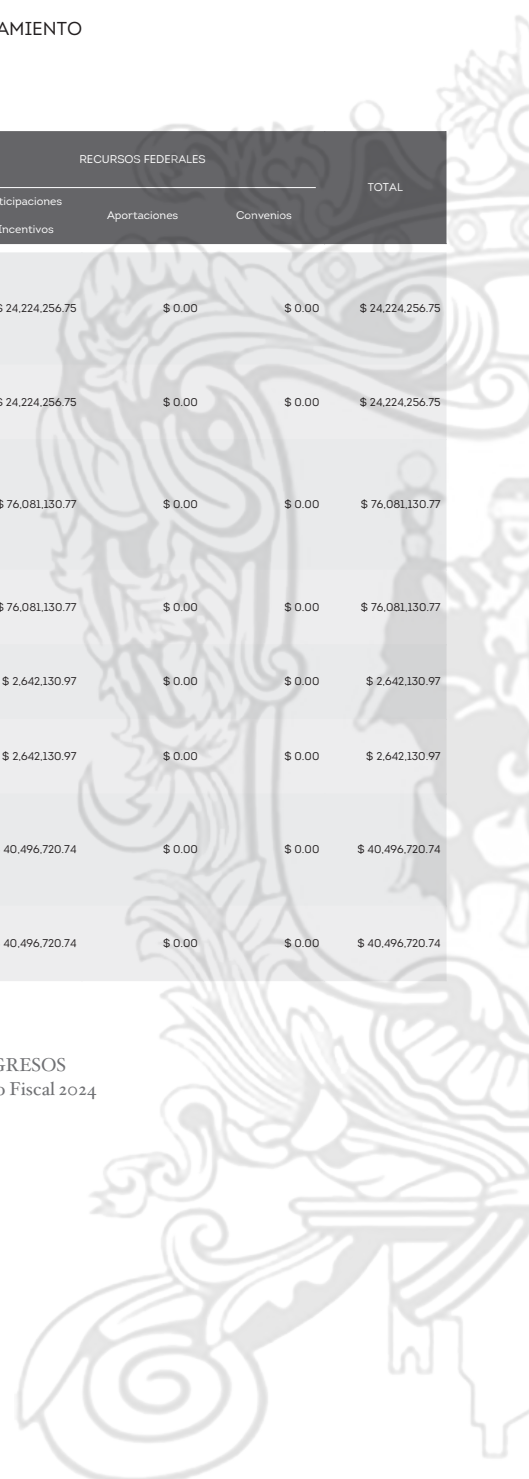 AMIENTO
RECURSOS FEDERALES
TOTAL
ticipaciones
Incentivos
Aportaciones
Convenios
$ 24,224,256.75 $ 0.00 $ 0.00 $ 24,224,256.75
$ 24,224,256.75 $ 0.00 $ 0.00 $ 24,224,256.75
$ 76,081,130.77 $ 0.00 $ 0.00 $ 76,081,130.77
$ 76,081,130.77 $ 0.00 $ 0.00 $ 76,081,130.77
$ 2,642,130.97 $ 0.00 $ 0.00 $ 2,642,130.97
$ 2,642,130.97 $ 0.00 $ 0.00 $ 2,642,130.97
40,496,720.74 $ 0.00 $ 0.00 $ 40,496,720.74
40,496,720.74 $ 0.00 $ 0.00 $ 40,496,720.74
GRESOS
o Fiscal 2024